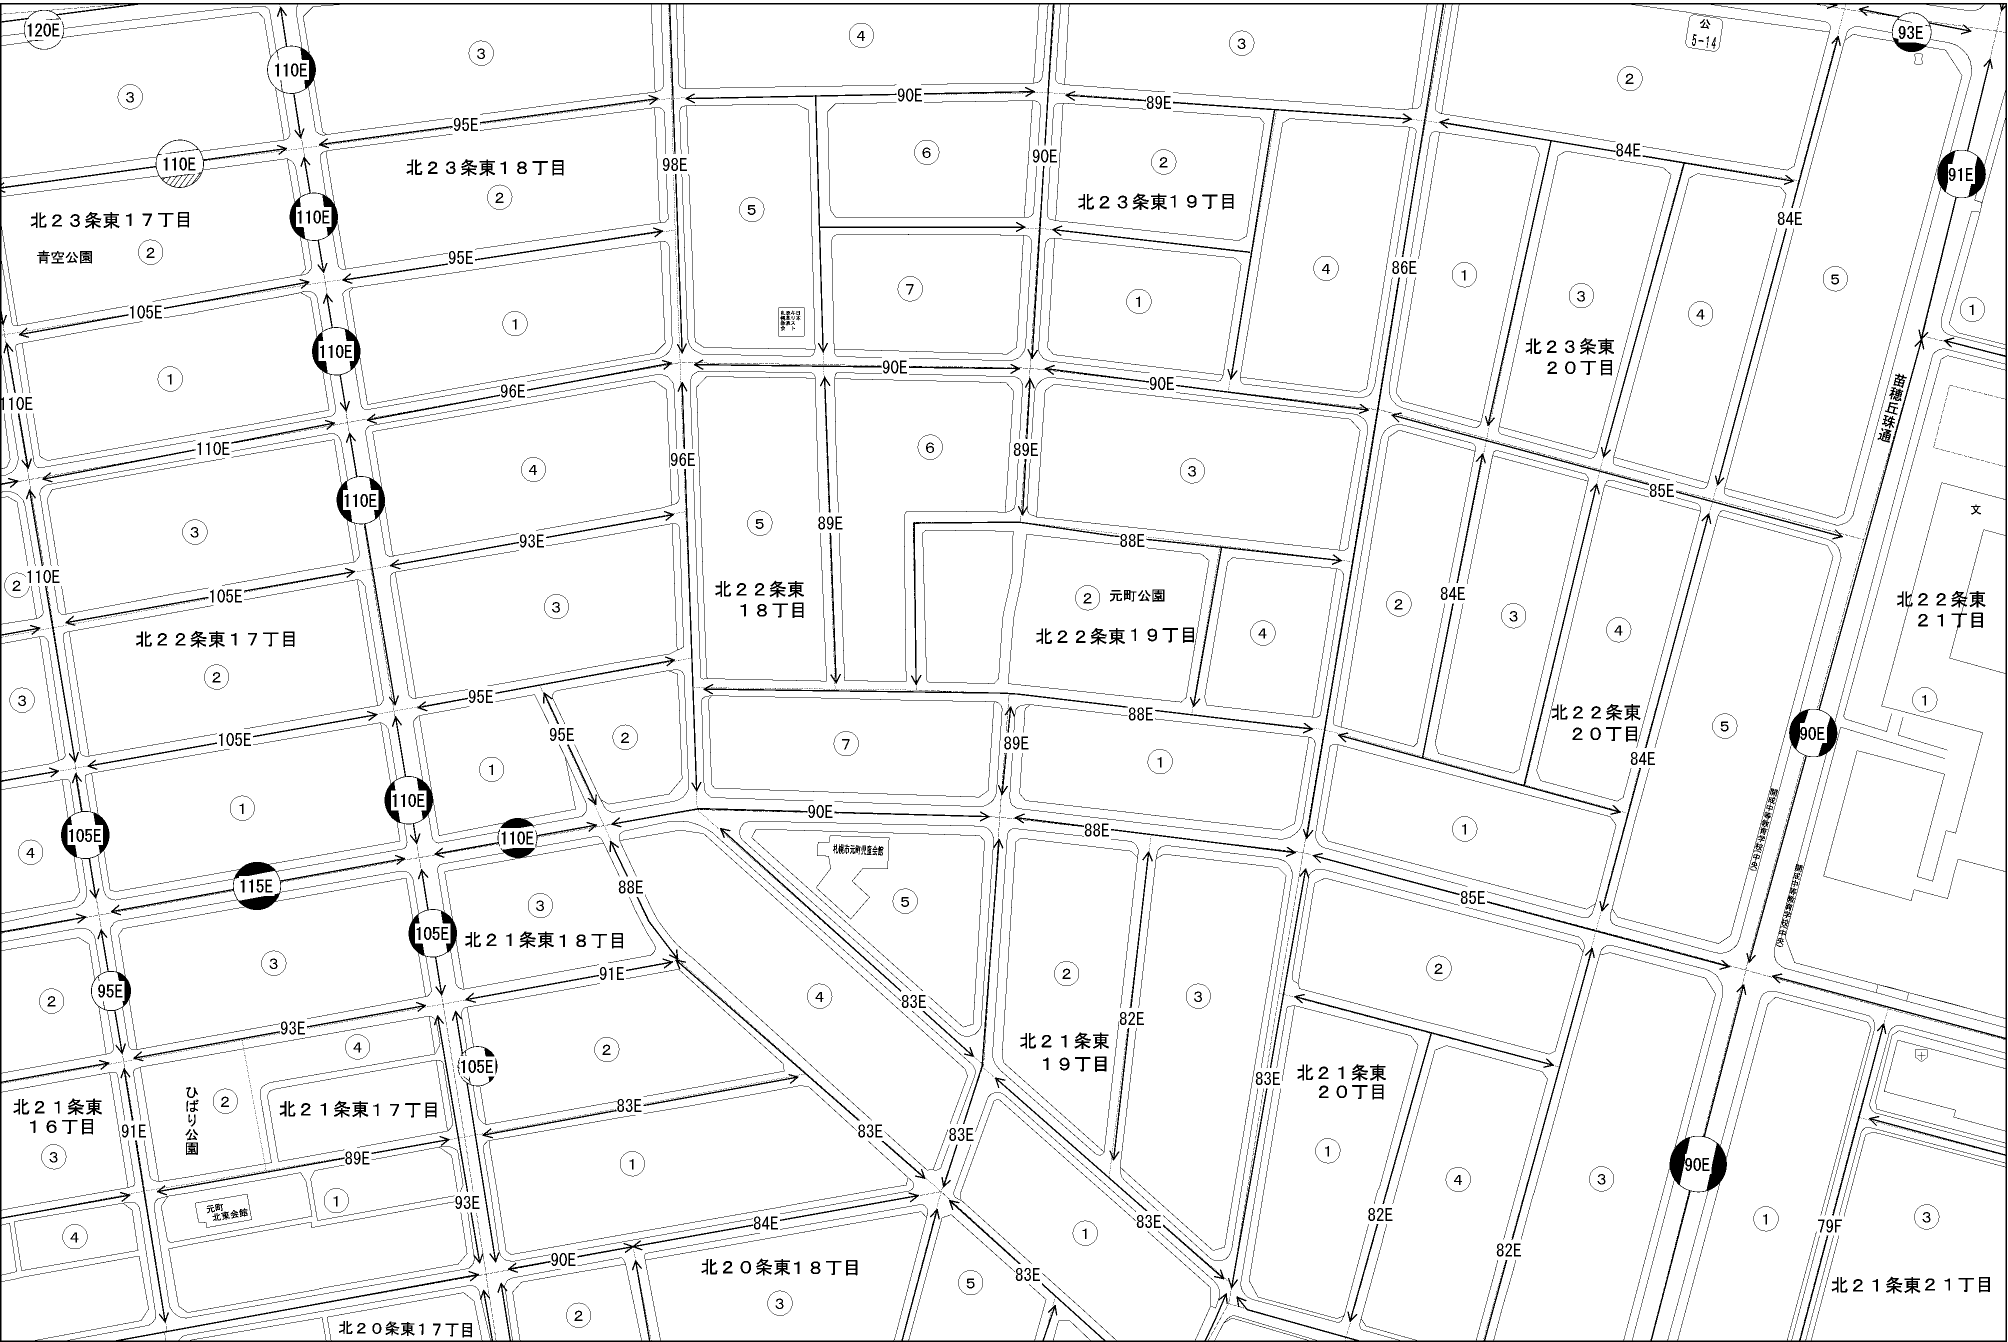 120E
110E
3
4
3
公
5-14
93E
3
2
90E
89E
95E
110E
98E
6
90E
2
84E
91E
北２３条東１８丁目
2
北２３条東１９丁目
5
110E
84E
北２３条東１７丁目
青空公園
2
95E
4
86E
1
5
7
3
1
105E
1
4
1
110E
北２３条東
２０丁目
1
90E
90E
96E
110E
苗穂丘珠通
110E
96E
6
89E
4
3
85E
110E
5
89E
文
3
93E
88E
2
110E
北２２条東
１８丁目
105E
3
2
元町公園
2
84E
3
北２２条東
２１丁目
北２２条東１７丁目
北２２条東１９丁目
4
4
2
3
95E
88E
北２２条東
２０丁目
5
1
105E
95E
2
7
89E
90E
1
1
84E
1
110E
90E
88E
1
105E
110E
札幌市元町児童会館
4
115E
88E
3
5
85E
105E
北２１条東１８丁目
3
91E
2
2
95E
2
4
83E
3
93E
82E
4
2
北２１条東
１９丁目
105E
83E
北２１条東
２０丁目
ひばり公園
2
北２１条東１７丁目
83E
北２１条東
１６丁目
91E
83E
83E
3
89E
1
1
90E
4
3
元町
北東会館
1
93E
84E
83E
82E
1
79F
3
4
1
90E
82E
北２０条東１８丁目
83E
5
北２１条東２１丁目
3
2
北２０条東１７丁目